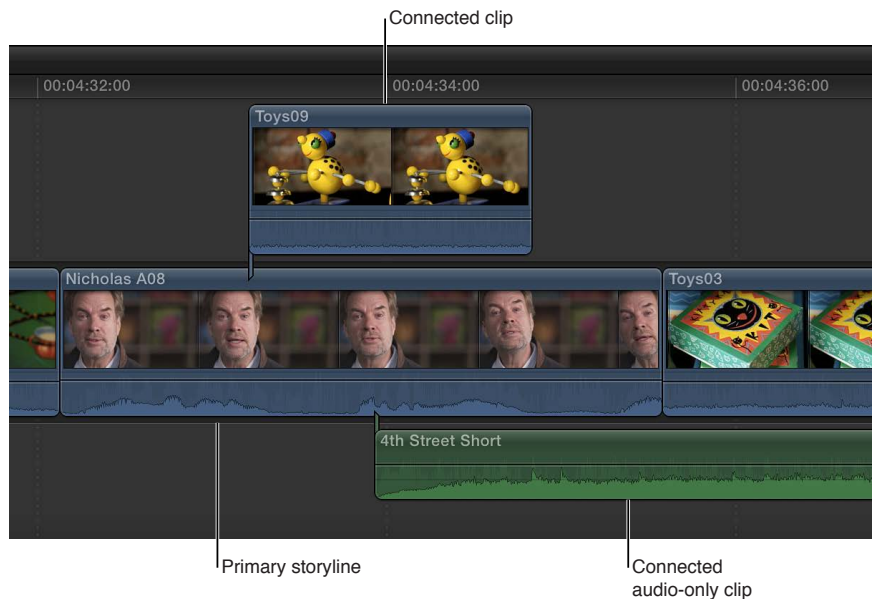 Connected clip
00:04:32:00
00:04:34:00
00:04:36:00
Toys09
Nicholas A08
Toys03
4th Street Short
Primary storyline
Connected
audio-only clip